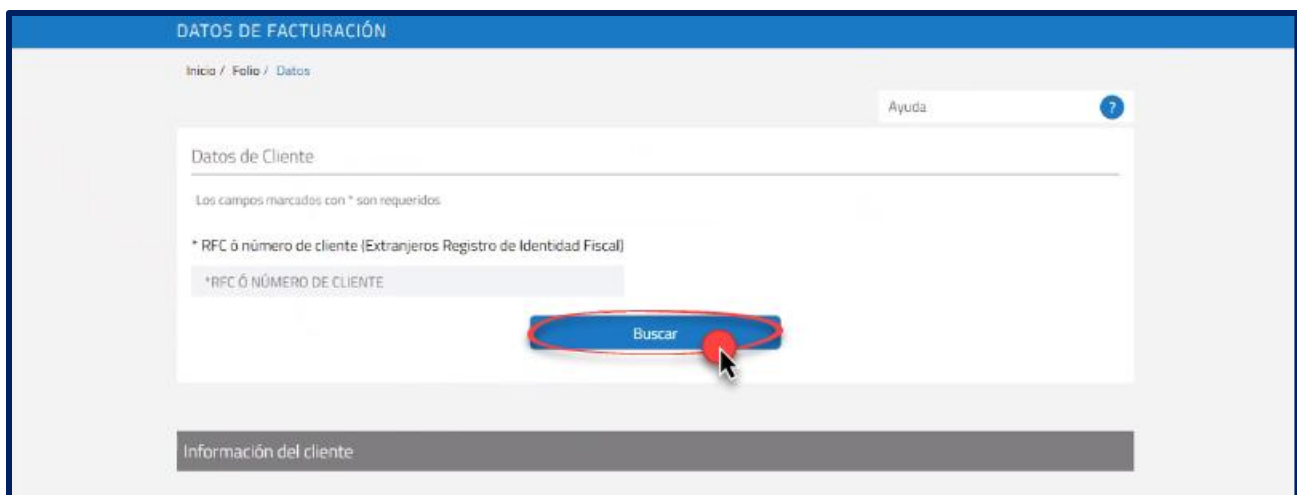 DATOS DE FACTURACIÓN
Inicio / Folio / Datos
Ayuda ?
Datos de Cliente
Los campos marcados con * son requeridos
* RFC ó número de cliente (Extranjeros Registro de Identidad Fiscal)
*RFC Ó NÚMERO DE CLIENTE
Buscar
Información del cliente